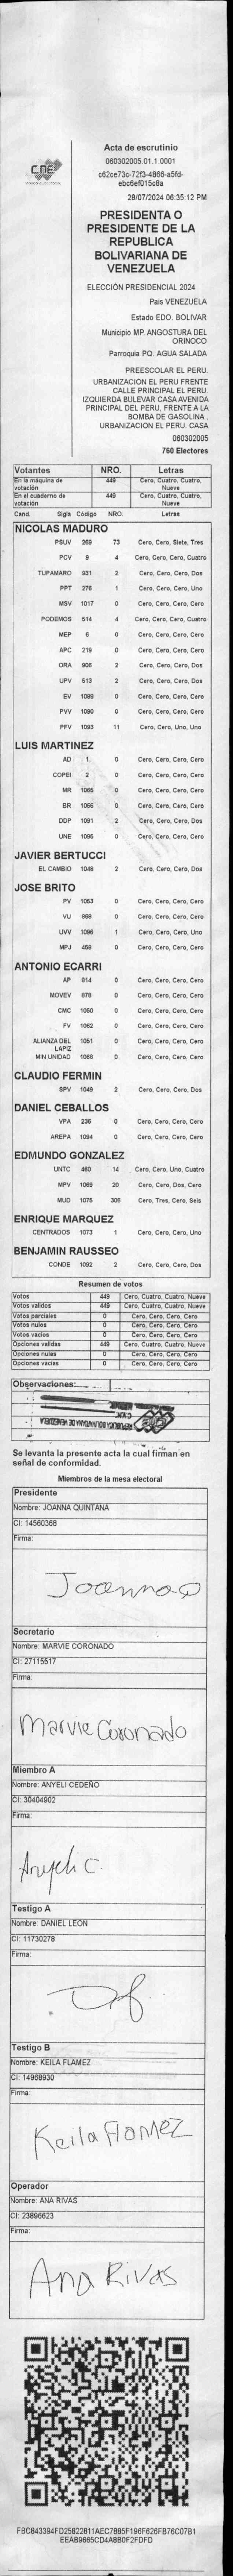 CNE
Acta de escrutinio
060302005.01.1.0001
c62ce73c-72f3-4866-a5fd-
ebc6ef015c8a
28/07/2024 06:35:12 PM
PRESIDENTA O
PRESIDENTE DE LA
REPUBLICA
BOLIVARIANA DE
VENEZUELA
ELECCIÓN PRESIDENCIAL 2024
Pais VENEZUELA
Estado EDO. BOLIVAR
Municipio MP. ANGOSTURA DEL
ORINOCO
Parroquia PQ. AGUA SALADA
PREESCOLAR EL PERU.
URBANIZACION EL PERU FRENTE
CALLE PRINCIPAL EL PERU.
IZQUIERDA BULEVAR CASA AVENIDA
PRINCIPAL DEL PERU. FRENTE A LA
BOMBA DE GASOLINA ,
URBANIZACION EL PERU. CASA
060302005
760 Electores
Votantes NRO. Letras
En la máquina de votación 449 Cero, Cuatro, Cuatro, Nueve
En el cuaderno de votación 449 Cero, Cuatro, Cuatro, Nueve
Cand. Sigla Código NRO. Letras
NICOLAS MADURO
PSUV 269 73 Cero, Cero, Siete, Tres
PCV 9 4 Cero, Cero, Cero, Cuatro
TUPAMARO 931 2 Cero, Cero, Cero, Dos
PPT 276 1 Cero, Cero, Cero, Uno
MSV 1017 0 Cero, Cero, Cero, Cero
PODEMOS 514 4 Cero, Cero, Cero, Cuatro
MEP 6 0 Cero, Cero, Cero, Cero
APC 219 0 Cero, Cero, Cero, Cero
ORA 906 2 Cero, Cero, Cero, Dos
UPV 513 2 Cero, Cero, Cero, Dos
EV 1099 0 Cero, Cero, Cero, Cero
PVV 1090 0 Cero, Cero, Cero, Cero
PFV 1093 11 Cero, Cero, Uno, Uno
LUIS MARTINEZ
AD 1 0 Cero, Cero, Cero, Cero
COPEI 2 0 Cero, Cero, Cero, Cero
MR 1065 0 Cero, Cero, Cero, Cero
BR 1066 0 Cero, Cero, Cero, Cero
DDP 1091 2 Cero, Cero, Cero, Dos
UNE 1095 0 Cero, Cero, Cero, Cero
JAVIER BERTUCCI
EL CAMBIO 1048 2 Cero, Cero, Cero, Dos
JOSE BRITO
PV 1053 0 Cero, Cero, Cero, Cero
VU 968 0 Cero, Cero, Cero, Cero
UVV 1096 1 Cero, Cero, Cero, Uno
MPJ 458 0 Cero, Cero, Cero, Cero
ANTONIO ECARRI
AP 814 0 Cero, Cero, Cero, Cero
MOVEV 878 0 Cero, Cero, Cero, Cero
CMC 1050 0 Cero, Cero, Cero, Cero
FV 1062 0 Cero, Cero, Cero, Cero
ALIANZA DEL LAPIZ 1051 0 Cero, Cero, Cero, Cero
MIN UNIDAD 1068 0 Cero, Cero, Cero, Cero
CLAUDIO FERMIN
SPV 1049 2 Cero, Cero, Cero, Dos
DANIEL CEBALLOS
VPA 236 0 Cero, Cero, Cero, Cero
AREPA 1094 0 Cero, Cero, Cero, Cero
EDMUNDO GONZALEZ
UNTC 460 14 Cero, Cero, Uno, Cuatro
MPV 1069 20 Cero, Cero, Dos, Cero
MUD 1075 306 Cero, Tres, Cero, Seis
ENRIQUE MARQUEZ
CENTRADOS 1073 1 Cero, Cero, Cero, Uno
BENJAMIN RAUSSEO
CONDE 1092 2 Cero, Cero, Cero, Dos
Resumen de votos
Votos 449 Cero, Cuatro, Cuatro, Nueve
Votos validos 449 Cero, Cuatro, Cuatro, Nueve
Votos parciales 0 Cero, Cero, Cero, Cero
Votos nulos 0 Cero, Cero, Cero, Cero
Votos vacios 0 Cero, Cero, Cero, Cero
Opciones validas 449 Cero, Cuatro, Cuatro, Nueve
Opciones nulas 0 Cero, Cero, Cero, Cero
Opciones vacias 0 Cero, Cero, Cero, Cero
Observaciones:
REPUBLICA BOLIVARIANA DE VENEZUELA
Se levanta la presente acta la cual firman en
señal de conformidad.
Miembros de la mesa electoral
Presidente
Nombre: JOANNA QUINTANA
CI: 14560368
Firma:
Joanna Q
Secretario
Nombre: MARVIE CORONADO
CI: 27115517
Firma:
Marvie Coronado
Miembro A
Nombre: ANYELI CEDEÑO
CI: 30404902
Firma:
Anyeli C.
Testigo A
Nombre: DANIEL LEON
CI: 11730278
Firma:
Testigo B
Nombre: KEILA FLAMEZ
CI: 14968930
Firma:
Keila Flamez
Operador
Nombre: ANA RIVAS
CI: 23896623
Firma:
Ana Rivas
FBC843394FD25822811AEC7885F196F626FB76C07B1
EEAB9665CD4A8B0F2FDFD